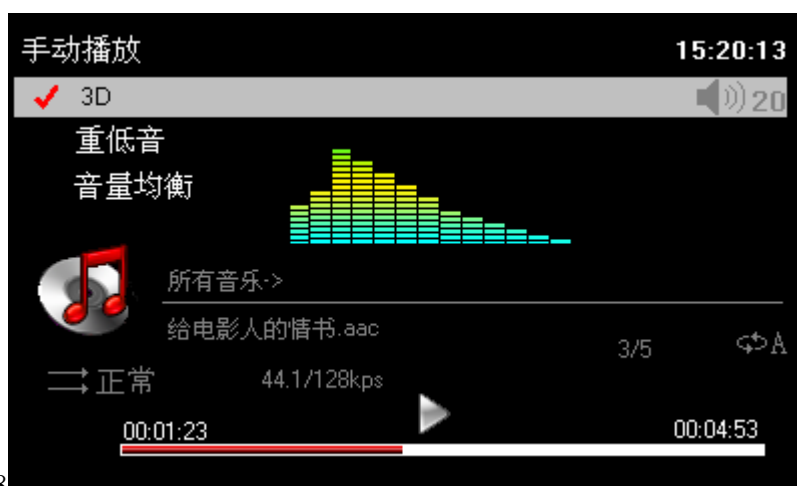 手动播放 15:20:13
3D 20
重低音
音量均衡
所有音乐->
给电影人的情书.aac
3/5 A
正常 44.1/128kps
00:01:23 00:04:53